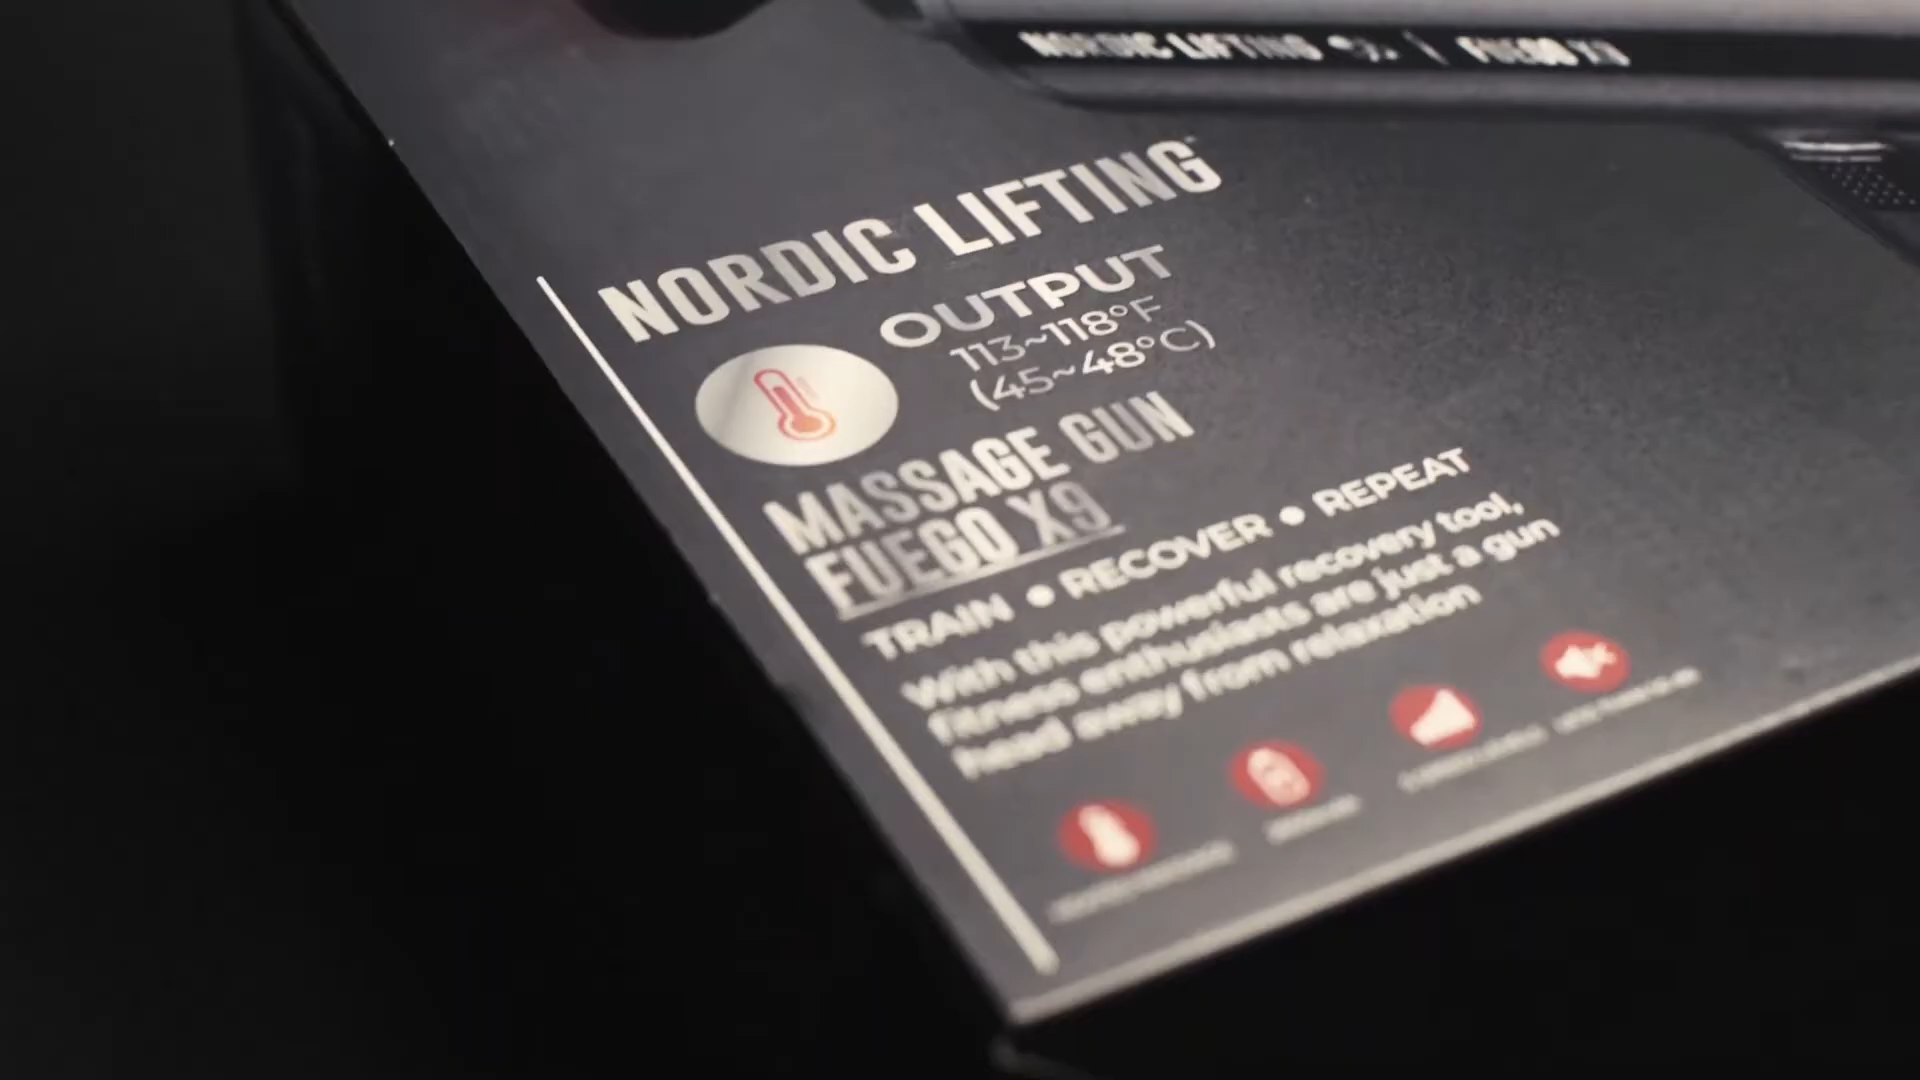 NORDIC LIFTING | FUEGO X9
NORDIC LIFTING
OUTPUT
113~118°F
(45~48°C)
MASSAGE GUN
FUEGO X9
TRAIN • RECOVER • REPEAT
With this powerful recovery tool,
fitness enthusiasts are just a gun
head away from relaxation